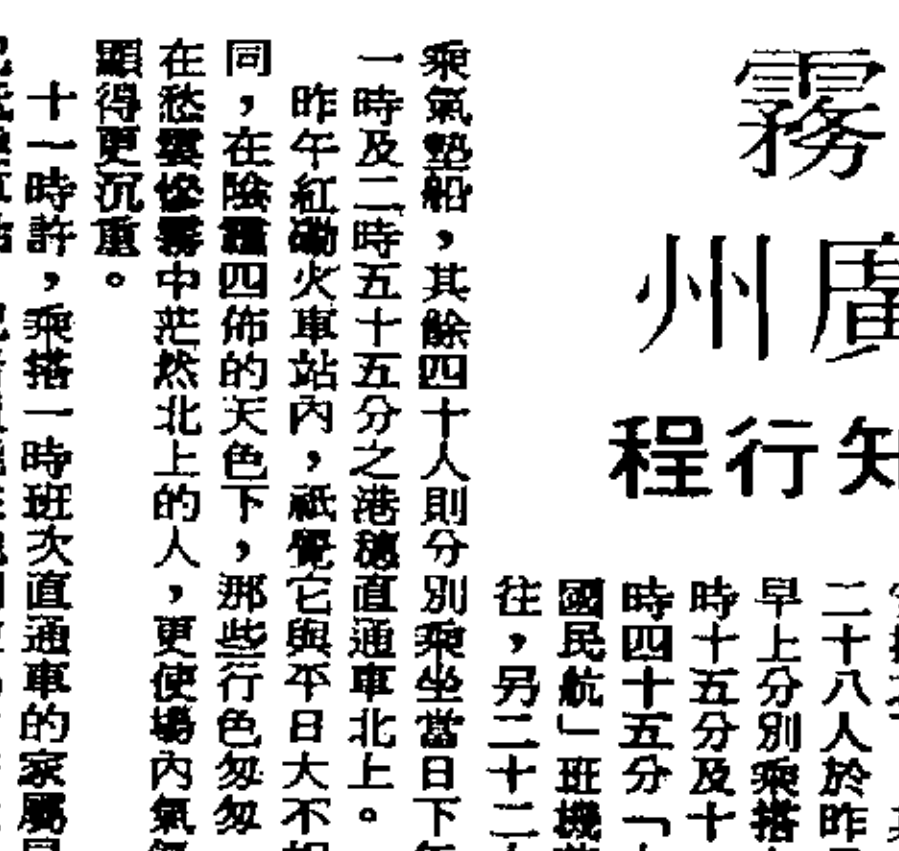 霧
廣州
知行程
二十八人於昨
早上分別乘搭
時十五分及十
時四十五分「
國民航」班機
往，另二十二
乘氣墊船，其餘四十人則分別乘坐當日下
一時及二時五十五分之港穗直通車北上。
昨午紅磡火車站內，祇覺它與平日大不
同，在陰霾四佈的天色下，那些行色匆匆
在愁雲慘霧中茫然北上的人，更使場內氣
顯得更沉重。
十一時許，乘搭一時班次直通車的家屬